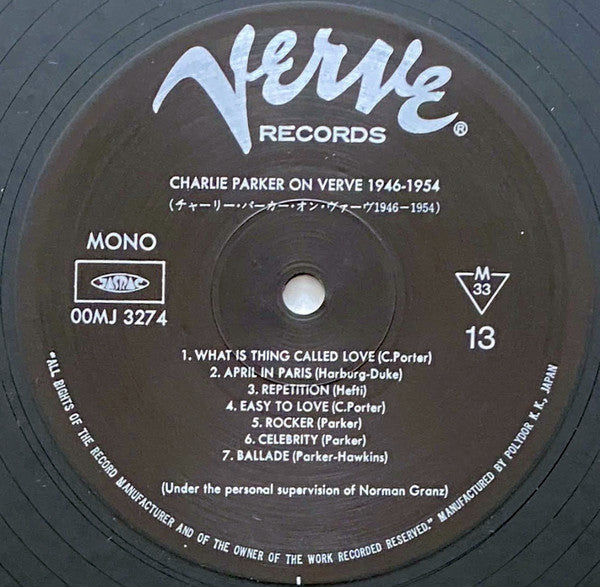 Verve
RECORDS ®
CHARLIE PARKER ON VERVE 1946-1954
(チャーリー・パーカー・オン・ヴァーヴ1946-1954)
MONO
JASRAC
00MJ 3274
M
33
13
1. WHAT IS THING CALLED LOVE (C.Porter)
2. APRIL IN PARIS (Harburg-Duke)
3. REPETITION (Hefti)
4. EASY TO LOVE (C.Porter)
5. ROCKER (Parker)
6. CELEBRITY (Parker)
7. BALLADE (Parker-Hawkins)
(Under the personal supervision of Norman Granz)
"ALL RIGHTS OF THE RECORD MANUFACTURER AND OF THE OWNER OF THE WORK RECORDED RESERVED." MANUFACTURED BY POLYDOR K. K., JAPAN